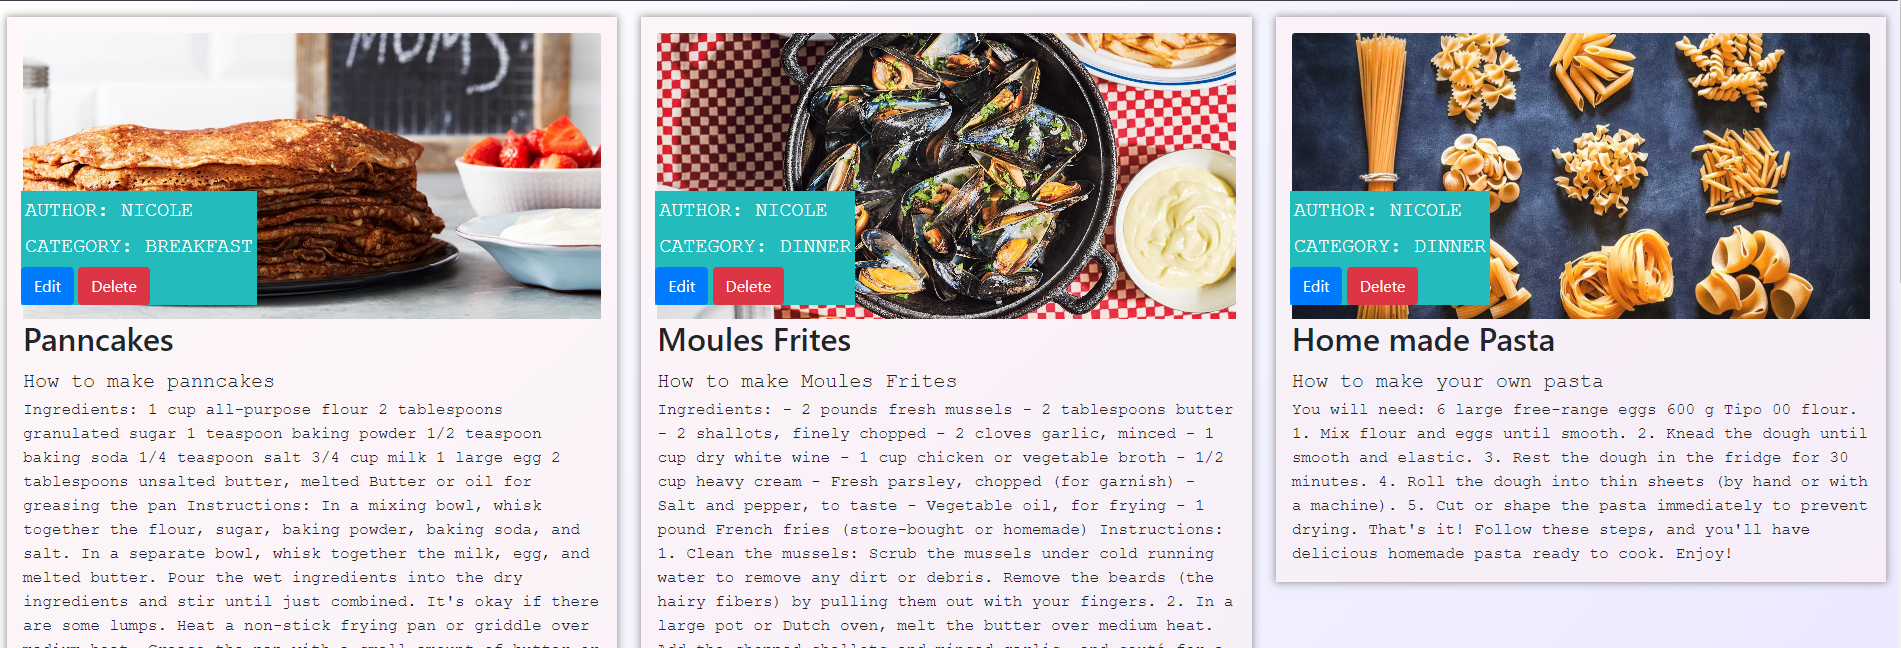 MOMS
AUTHOR: NICOLE
CATEGORY: BREAKFAST
Edit Delete
Panncakes
How to make panncakes
Ingredients: 1 cup all-purpose flour 2 tablespoons
granulated sugar 1 teaspoon baking powder 1/2 teaspoon
baking soda 1/4 teaspoon salt 3/4 cup milk 1 large egg 2
tablespoons unsalted butter, melted Butter or oil for
greasing the pan Instructions: In a mixing bowl, whisk
together the flour, sugar, baking powder, baking soda, and
salt. In a separate bowl, whisk together the milk, egg, and
melted butter. Pour the wet ingredients into the dry
ingredients and stir until just combined. It's okay if there
are some lumps. Heat a non-stick frying pan or griddle over
AUTHOR: NICOLE
CATEGORY: DINNER
Edit Delete
Moules Frites
How to make Moules Frites
Ingredients: - 2 pounds fresh mussels - 2 tablespoons butter
- 2 shallots, finely chopped - 2 cloves garlic, minced - 1
cup dry white wine - 1 cup chicken or vegetable broth - 1/2
cup heavy cream - Fresh parsley, chopped (for garnish) -
Salt and pepper, to taste - Vegetable oil, for frying - 1
pound French fries (store-bought or homemade) Instructions:
1. Clean the mussels: Scrub the mussels under cold running
water to remove any dirt or debris. Remove the beards (the
hairy fibers) by pulling them out with your fingers. 2. In a
large pot or Dutch oven, melt the butter over medium heat.
AUTHOR: NICOLE
CATEGORY: DINNER
Edit Delete
Home made Pasta
How to make your own pasta
You will need: 6 large free-range eggs 600 g Tipo 00 flour.
1. Mix flour and eggs until smooth. 2. Knead the dough until
smooth and elastic. 3. Rest the dough in the fridge for 30
minutes. 4. Roll the dough into thin sheets (by hand or with
a machine). 5. Cut or shape the pasta immediately to prevent
drying. That's it! Follow these steps, and you'll have
delicious homemade pasta ready to cook. Enjoy!